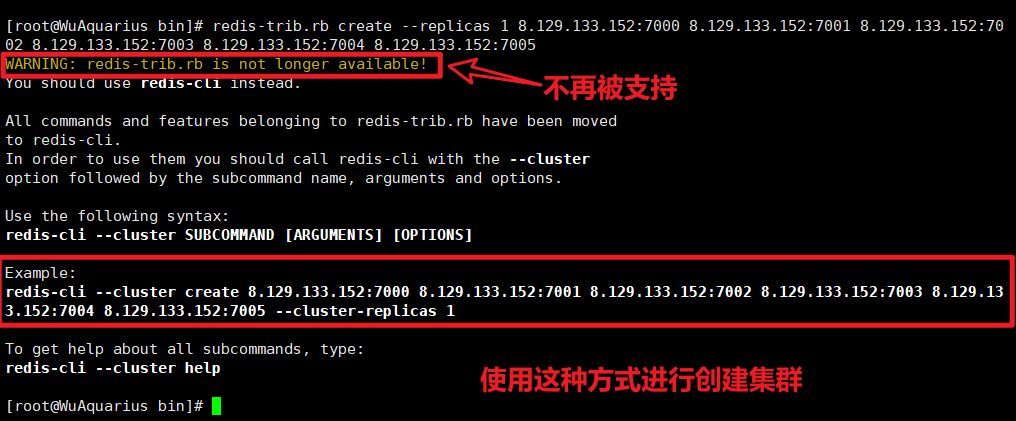 [root@WuAquarius bin]# redis-trib.rb create --replicas 1 8.129.133.152:7000 8.129.133.152:7001 8.129.133.152:70
02 8.129.133.152:7003 8.129.133.152:7004 8.129.133.152:7005
WARNING: redis-trib.rb is not longer available!
You should use redis-cli instead.
不再被支持
All commands and features belonging to redis-trib.rb have been moved
to redis-cli.
In order to use them you should call redis-cli with the --cluster
option followed by the subcommand name, arguments and options.
Use the following syntax:
redis-cli --cluster SUBCOMMAND [ARGUMENTS] [OPTIONS]
Example:
redis-cli --cluster create 8.129.133.152:7000 8.129.133.152:7001 8.129.133.152:7002 8.129.133.152:7003 8.129.13
3.152:7004 8.129.133.152:7005 --cluster-replicas 1
To get help about all subcommands, type:
redis-cli --cluster help
使用这种方式进行创建集群
[root@WuAquarius bin]#